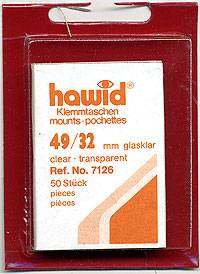 hawid®
Klemmtaschen
mounts-pochettes
49/32 mm glasklar
clear - transparent
Ref. No. 7126
50 Stück
pieces
pièces